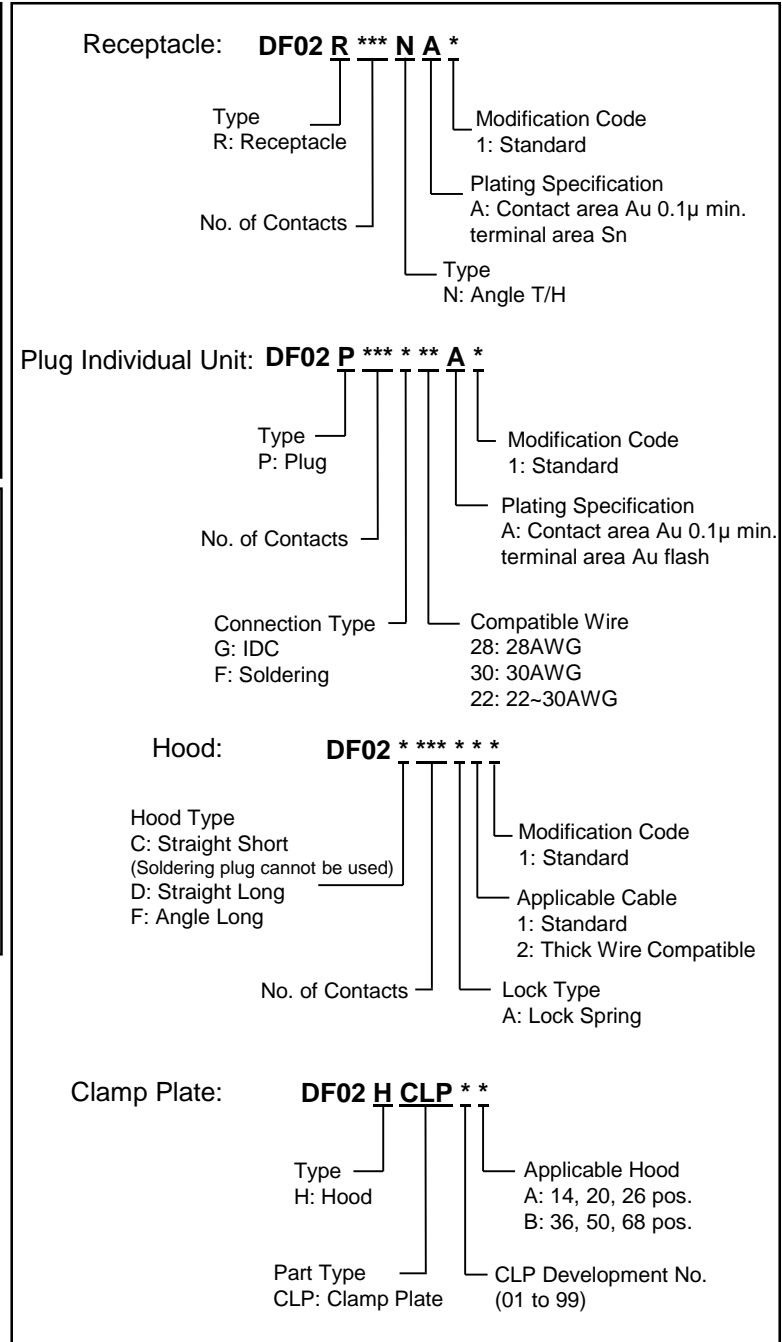 Receptacle: DF02 R *** N A *
Type
R: Receptacle
Modification Code
1: Standard
No. of Contacts
Plating Specification
A: Contact area Au 0.1µ min.
terminal area Sn
Type
N: Angle T/H
Plug Individual Unit: DF02 P *** * ** A *
Type
P: Plug
Modification Code
1: Standard
No. of Contacts
Plating Specification
A: Contact area Au 0.1µ min.
terminal area Au flash
Connection Type
G: IDC
F: Soldering
Compatible Wire
28: 28AWG
30: 30AWG
22: 22~30AWG
Hood: DF02 * *** * * *
Hood Type
C: Straight Short
(Soldering plug cannot be used)
D: Straight Long
F: Angle Long
Modification Code
1: Standard
Applicable Cable
1: Standard
2: Thick Wire Compatible
No. of Contacts
Lock Type
A: Lock Spring
Clamp Plate: DF02 H CLP * *
Type
H: Hood
Applicable Hood
A: 14, 20, 26 pos.
B: 36, 50, 68 pos.
Part Type
CLP: Clamp Plate
CLP Development No.
(01 to 99)